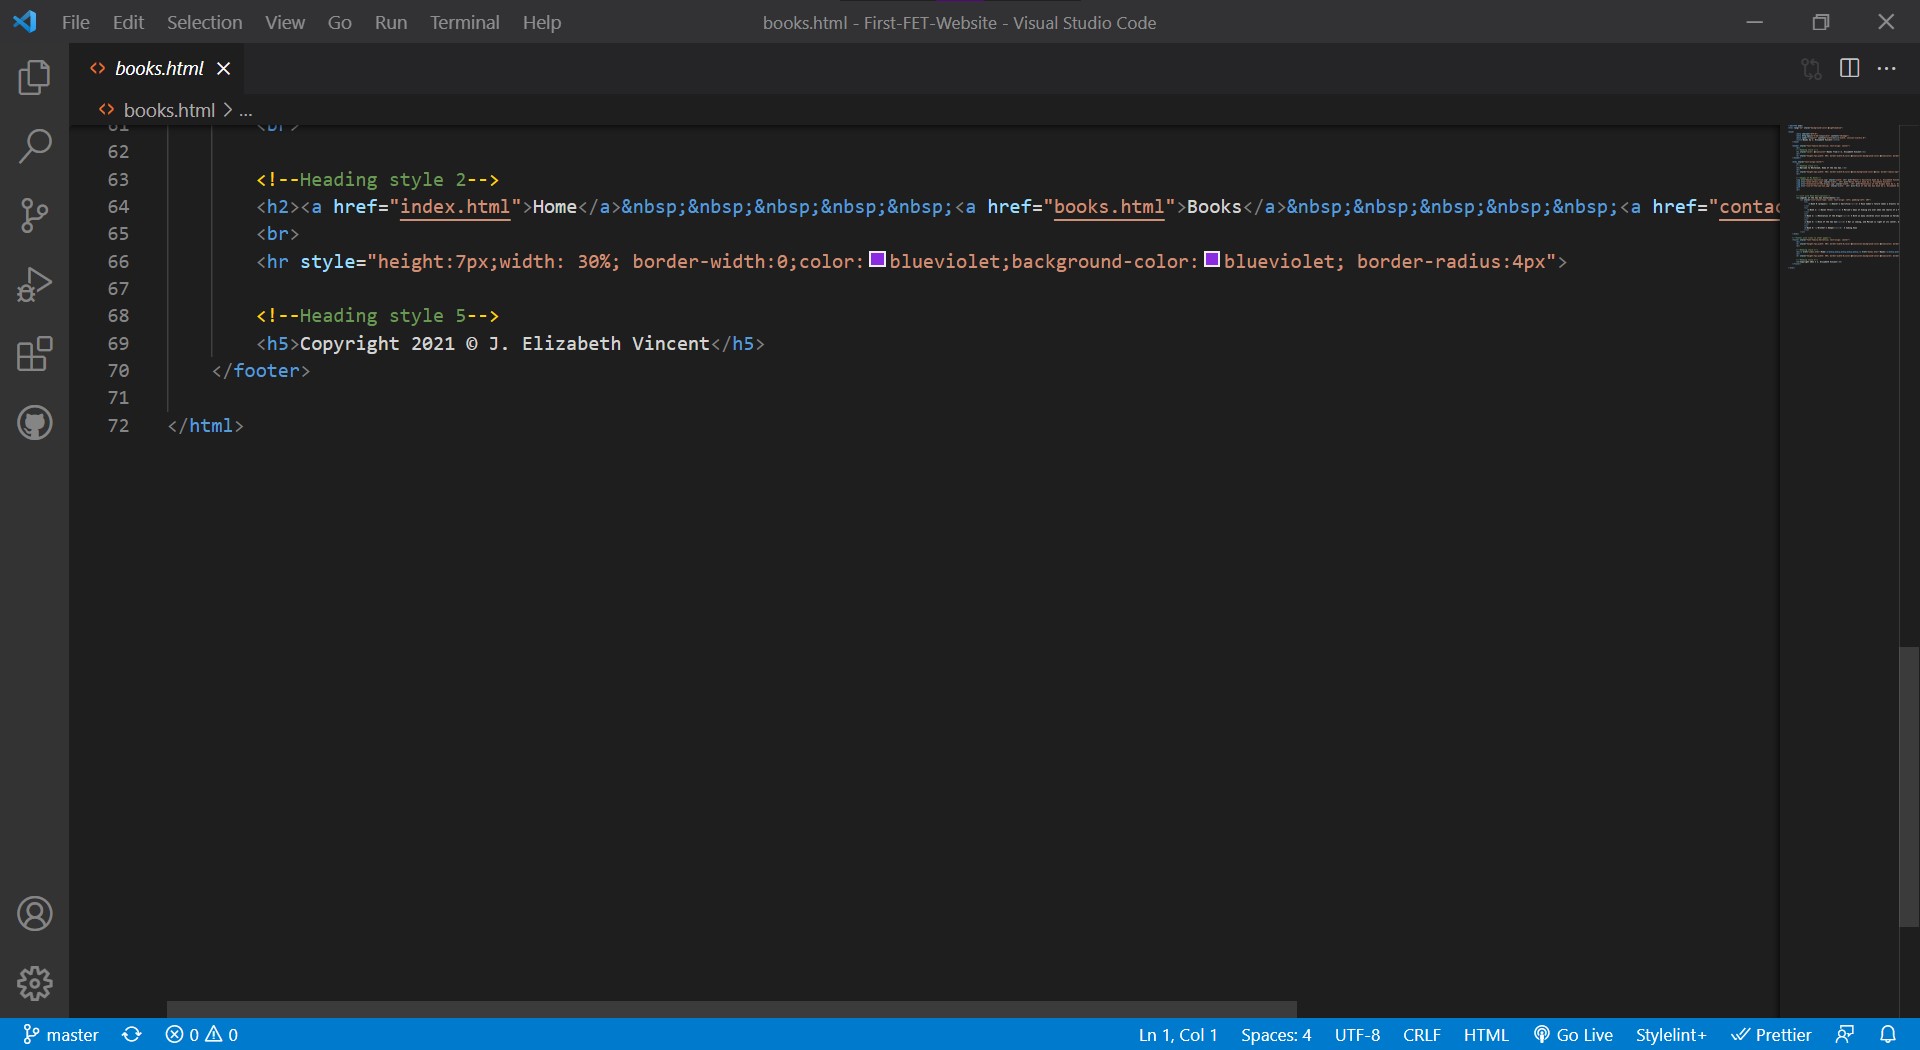 File Edit Selection View Go Run Terminal Help books.html - First-FET-Website - Visual Studio Code
books.html
books.html > ...
61 <br>
62
63 <!--Heading style 2-->
64 <h2><a href="index.html">Home</a>&nbsp;&nbsp;&nbsp;&nbsp;&nbsp;<a href="books.html">Books</a>&nbsp;&nbsp;&nbsp;&nbsp;&nbsp;<a href="contac
65 <br>
66 <hr style="height:7px;width: 30%; border-width:0;color:blueviolet;background-color:blueviolet; border-radius:4px">
67
68 <!--Heading style 5-->
69 <h5>Copyright 2021 © J. Elizabeth Vincent</h5>
70 </footer>
71
72 </html>
master 0 0 Ln 1, Col 1 Spaces: 4 UTF-8 CRLF HTML Go Live Stylelint+ Prettier